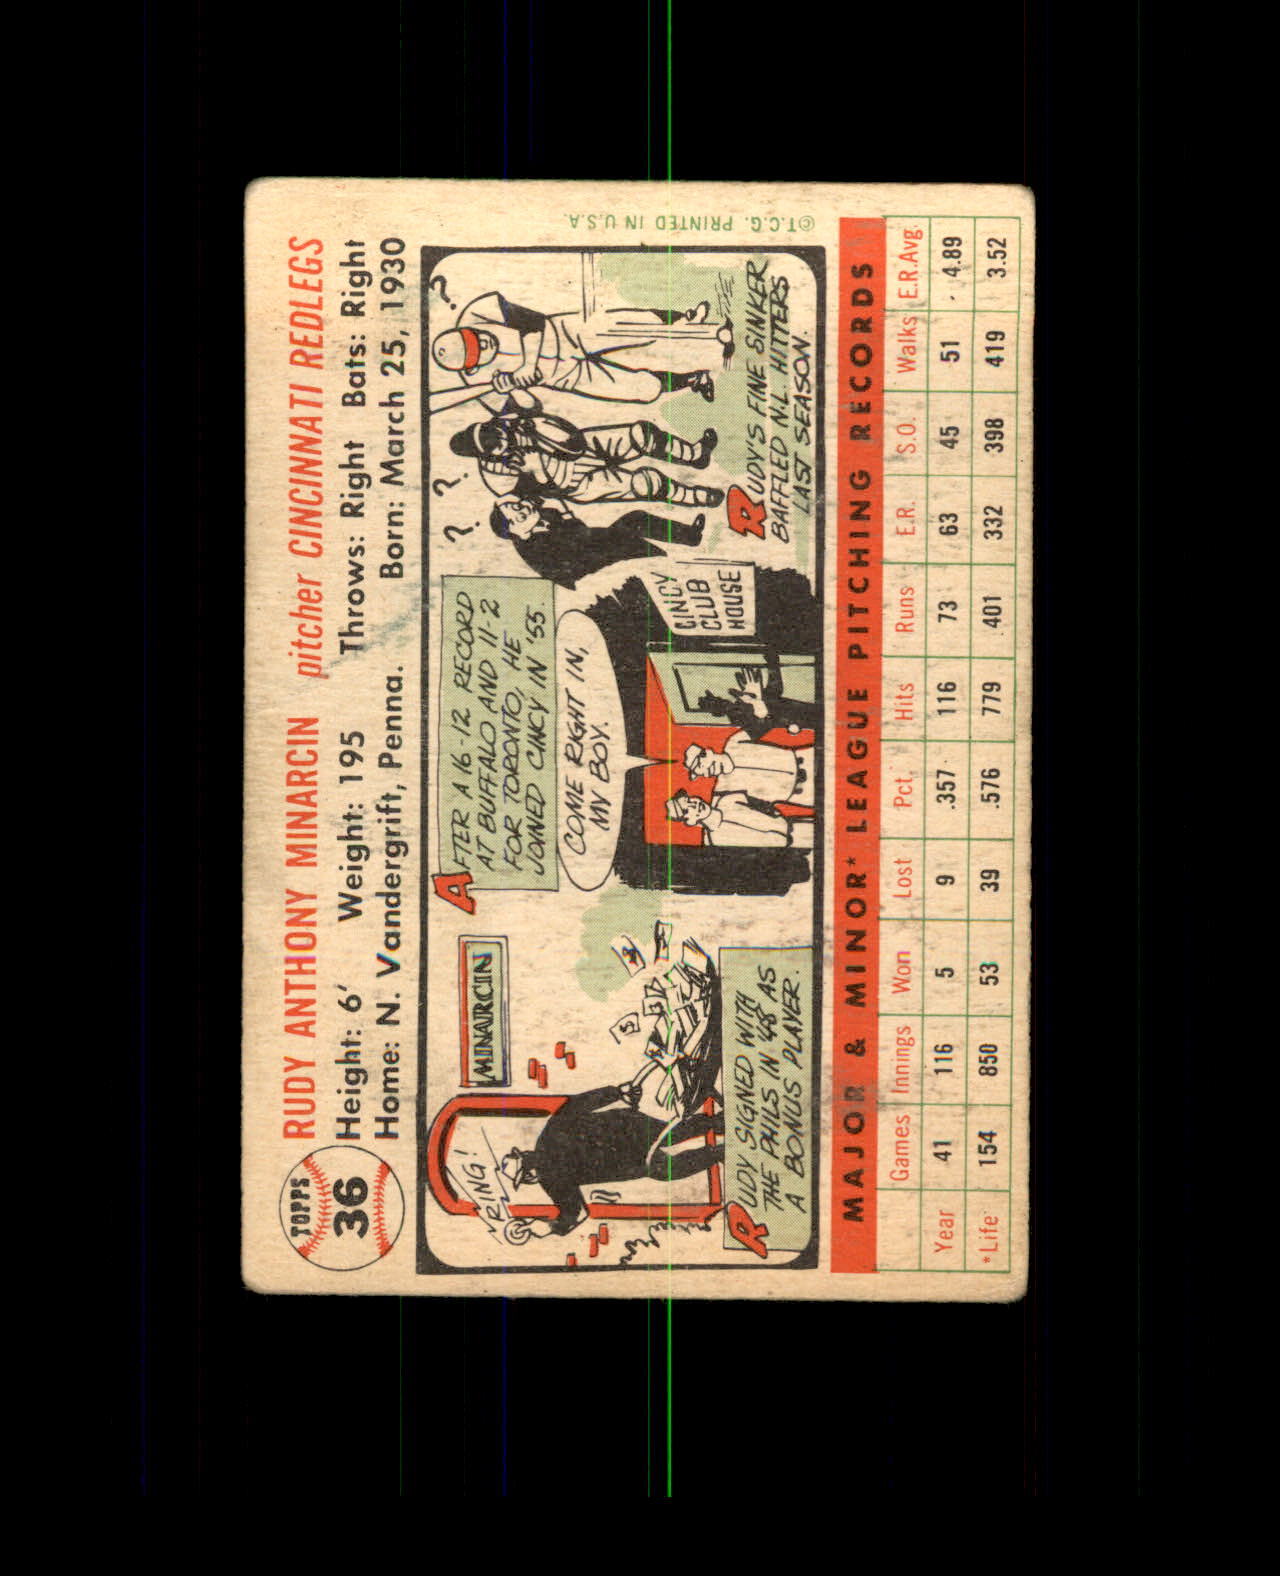 TOPPS
36
RUDY ANTHONY MINARCIN pitcher CINCINNATI REDLEGS
Height: 6' Weight: 195 Throws: Right Bats: Right
Home: N. Vandergrift, Penna. Born: March 25, 1930
RING!
MINARCIN
$
RUDY SIGNED WITH
THE PHILS IN '48 AS
A BONUS PLAYER.
AFTER A 16-12 RECORD
AT BUFFALO AND 11-2
FOR TORONTO, HE
JOINED CINCY IN '55.
COME RIGHT IN,
MY BOY.
CINCY
CLUB
HOUSE
? ? ?
RUDY'S FINE SINKER
BAFFLED N.L. HITTERS
LAST SEASON.
©T.C.G. PRINTED IN U.S.A.
MAJOR & MINOR* LEAGUE PITCHING RECORDS
Games Innings Won Lost Pct. Hits Runs E.R. S.O. Walks E.R.Avg.
Year 41 116 5 9 .357 116 73 63 45 51 4.89
*Life 154 850 53 39 .576 779 401 332 398 419 3.52